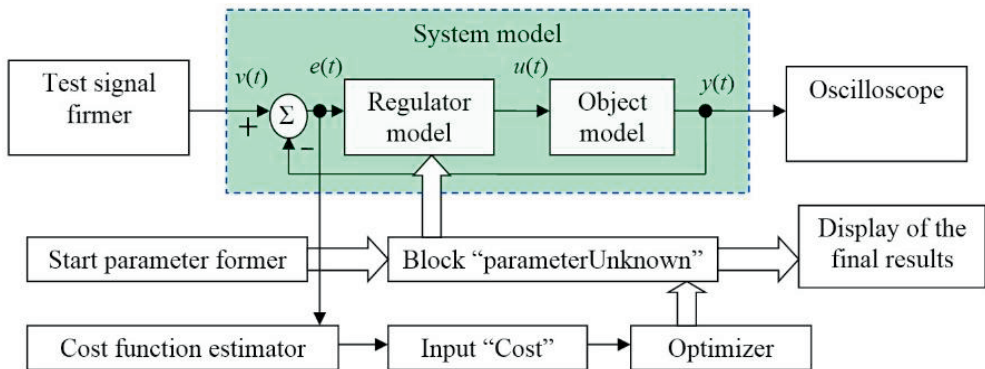 System model
Test signal
firmer
v(t)
e(t)
u(t)
y(t)
+
Σ
−
Regulator
model
Object
model
Oscilloscope
Start parameter former
Block “parameterUnknown”
Display of the
final results
Cost function estimator
Input “Cost”
Optimizer